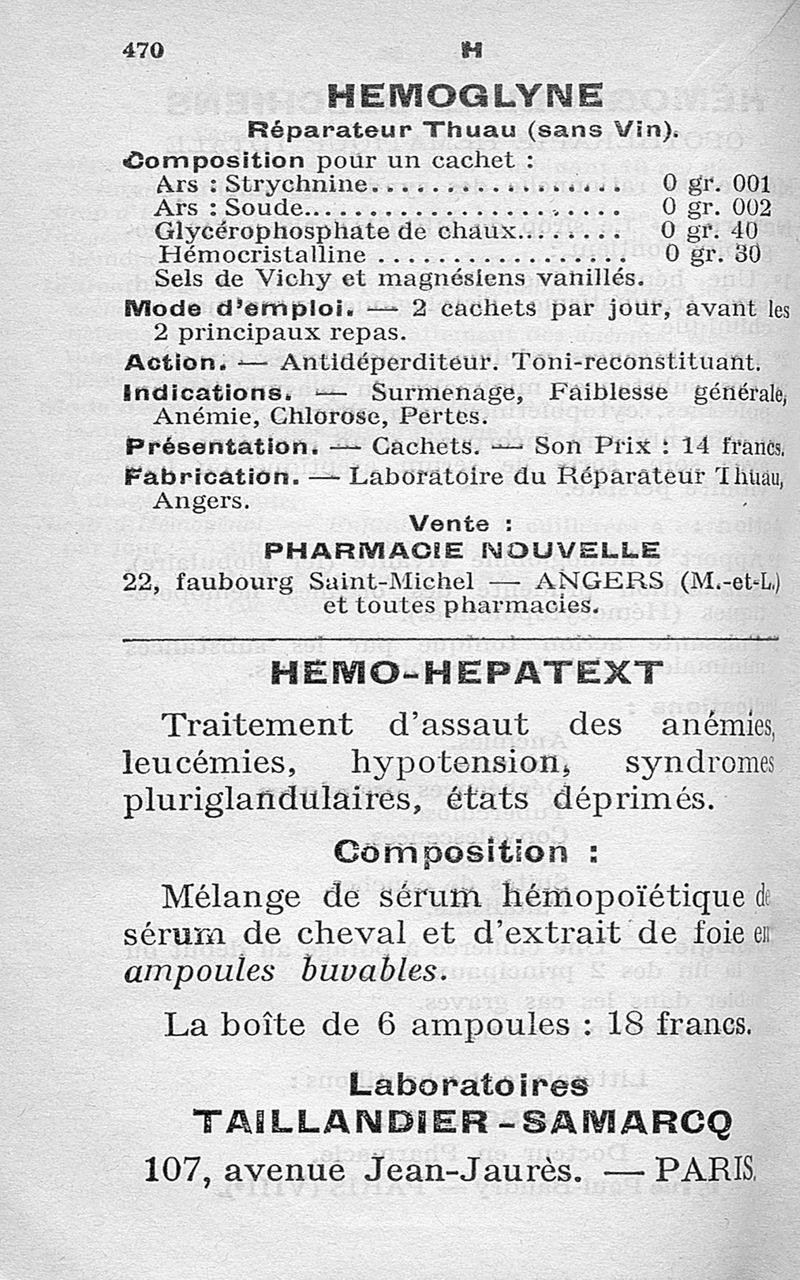 470 H
HEMOGLYNE
Réparateur Thuau (sans Vin).
Composition pour un cachet :
Ars : Strychnine................ 0 gr. 001
Ars : Soude..................... 0 gr. 002
Glycérophosphate de chaux........ 0 gr. 40
Hémocristalline ................. 0 gr. 30
Sels de Vichy et magnésiens vanillés.
Mode d'emploi. — 2 cachets par jour, avant les
2 principaux repas.
Action. — Antidéperditeur. Toni-reconstituant.
Indications. — Surmenage, Faiblesse générale,
Anémie, Chlorose, Pertes.
Présentation. — Cachets. — Son Prix : 14 francs.
Fabrication. — Laboratoire du Réparateur Thuau,
Angers.
Vente :
PHARMACIE NOUVELLE
22, faubourg Saint-Michel — ANGERS (M.-et-L.)
et toutes pharmacies.
HÉMO-HÉPATEXT
Traitement d'assaut des anémies,
leucémies, hypotension, syndromes
pluriglandulaires, états déprimés.
Composition :
Mélange de sérum hémopoïétique de
sérum de cheval et d'extrait de foie en
ampoules buvables.
La boîte de 6 ampoules : 18 francs.
Laboratoires
TAILLANDIER-SAMARCQ
107, avenue Jean-Jaurès. — PARIS.